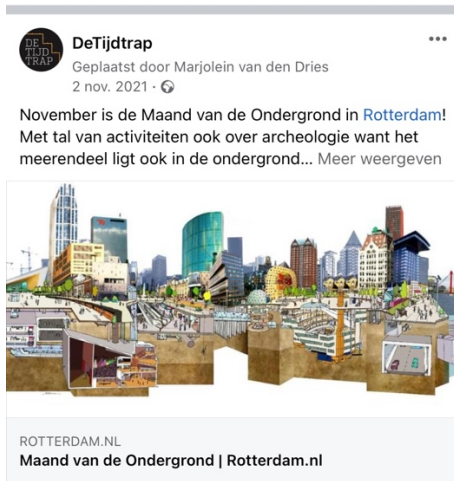 DE
TIJD
TRAP
DeTijdtrap
Geplaatst door Marjolein van den Dries
2 nov. 2021 ·
November is de Maand van de Ondergrond in Rotterdam!
Met tal van activiteiten ook over archeologie want het
meerendeel ligt ook in de ondergrond... Meer weergeven
ROTTERDAM.NL
Maand van de Ondergrond | Rotterdam.nl